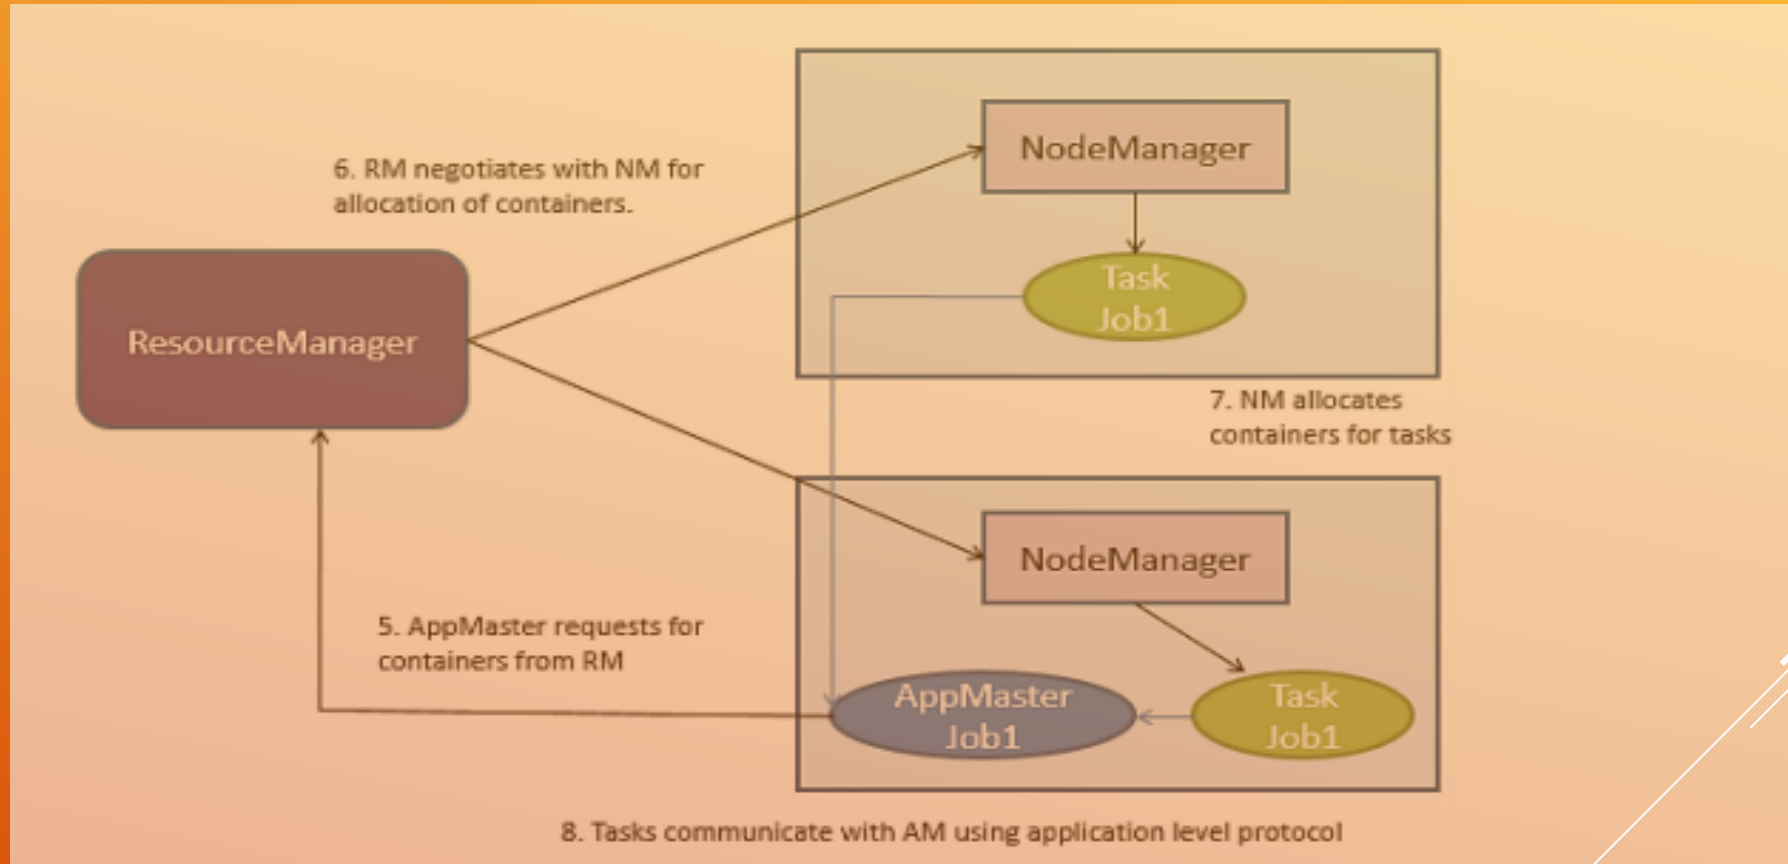 6. RM negotiates with NM for
allocation of containers.
NodeManager
Task
Job1
ResourceManager
7. NM allocates
containers for tasks
NodeManager
5. AppMaster requests for
containers from RM
AppMaster
Job1
Task
Job1
8. Tasks communicate with AM using application level protocol